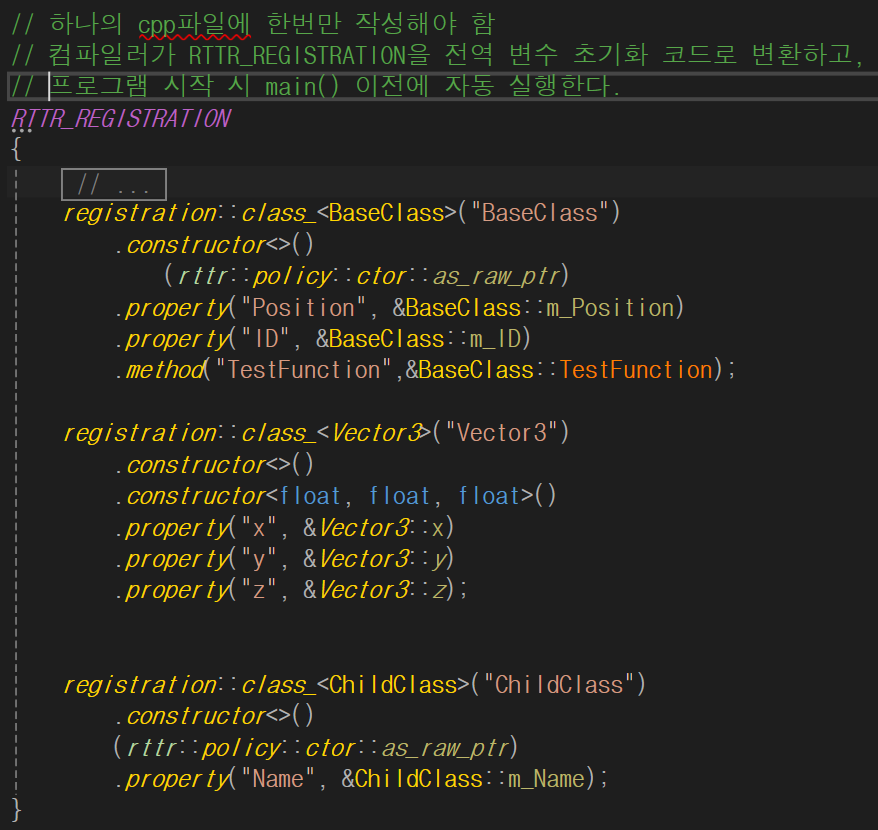 // 하나의 cpp파일에 한번만 작성해야 함
// 컴파일러가 RTTR_REGISTRATION을 전역 변수 초기화 코드로 변환하고,
// 프로그램 시작 시 main() 이전에 자동 실행한다.
RTTR_REGISTRATION
{
    // ...
    registration::class_<BaseClass>("BaseClass")
        .constructor<>()
            (rttr::policy::ctor::as_raw_ptr)
        .property("Position", &BaseClass::m_Position)
        .property("ID", &BaseClass::m_ID)
        .method("TestFunction",&BaseClass::TestFunction);
    registration::class_<Vector3>("Vector3")
        .constructor<>()
        .constructor<float, float, float>()
        .property("x", &Vector3::x)
        .property("y", &Vector3::y)
        .property("z", &Vector3::z);
    registration::class_<ChildClass>("ChildClass")
        .constructor<>()
        (rttr::policy::ctor::as_raw_ptr)
        .property("Name", &ChildClass::m_Name);
}